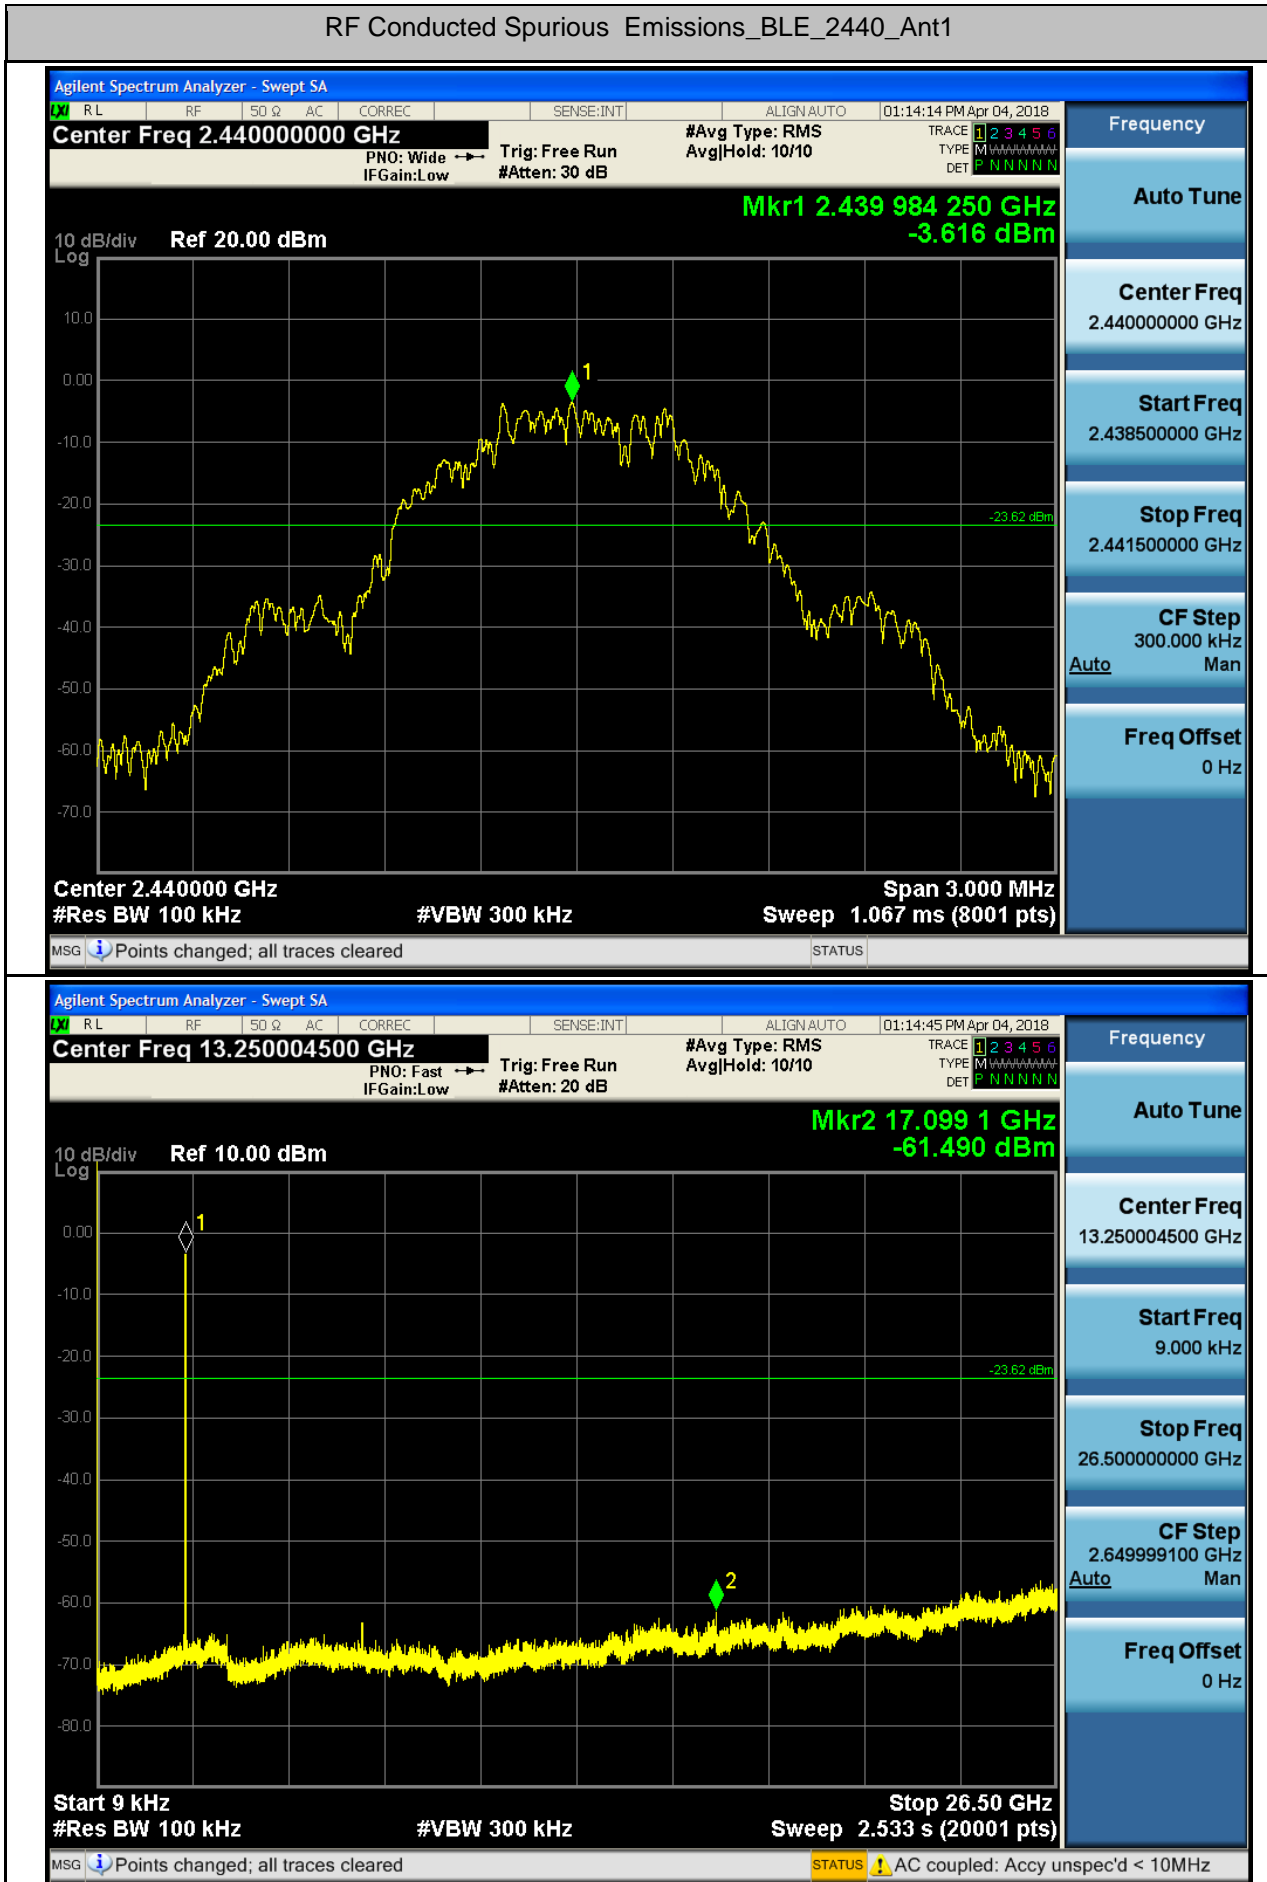 RF Conducted Spurious Emissions_BLE_2440_Ant1
Agilent Spectrum Analyzer - Swept SA
LXI RL RF 50 Ω AC CORREC SENSE:INT ALIGN AUTO 01:14:14 PM Apr 04, 2018
Center Freq 2.440000000 GHz
PNO: Wide
IFGain:Low
Trig: Free Run
#Atten: 30 dB
#Avg Type: RMS
Avg|Hold: 10/10
TRACE 1 2 3 4 5 6
TYPE M WWWWW
DET P N N N N N
Mkr1 2.439 984 250 GHz
-3.616 dBm
10 dB/div Ref 20.00 dBm
Log
10.0
0.00
-10.0
-20.0
-30.0
-40.0
-50.0
-60.0
-70.0
1
-23.62 dBm
Center 2.440000 GHz Span 3.000 MHz
#Res BW 100 kHz #VBW 300 kHz Sweep 1.067 ms (8001 pts)
MSG Points changed; all traces cleared STATUS
Frequency
Auto Tune
Center Freq
2.440000000 GHz
Start Freq
2.438500000 GHz
Stop Freq
2.441500000 GHz
CF Step
300.000 kHz
Auto Man
Freq Offset
0 Hz
Agilent Spectrum Analyzer - Swept SA
LXI RL RF 50 Ω AC CORREC SENSE:INT ALIGN AUTO 01:14:45 PM Apr 04, 2018
Center Freq 13.250004500 GHz
PNO: Fast
IFGain:Low
Trig: Free Run
#Atten: 20 dB
#Avg Type: RMS
Avg|Hold: 10/10
TRACE 1 2 3 4 5 6
TYPE M WWWWW
DET P N N N N N
Mkr2 17.099 1 GHz
-61.490 dBm
10 dB/div Ref 10.00 dBm
Log
0.00
-10.0
-20.0
-30.0
-40.0
-50.0
-60.0
-70.0
-80.0
1
-23.62 dBm
2
Start 9 kHz Stop 26.50 GHz
#Res BW 100 kHz #VBW 300 kHz Sweep 2.533 s (20001 pts)
MSG Points changed; all traces cleared STATUS AC coupled: Accy unspec'd < 10MHz
Frequency
Auto Tune
Center Freq
13.250004500 GHz
Start Freq
9.000 kHz
Stop Freq
26.500000000 GHz
CF Step
2.649999100 GHz
Auto Man
Freq Offset
0 Hz